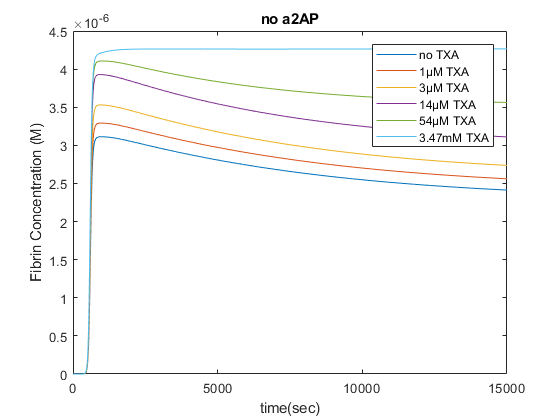 no a2AP
×10^-6
4.5
4
3.5
3
2.5
2
1.5
1
0.5
0
Fibrin Concentration (M)
no TXA
1µM TXA
3µM TXA
14µM TXA
54µM TXA
3.47mM TXA
0 5000 10000 15000
time(sec)